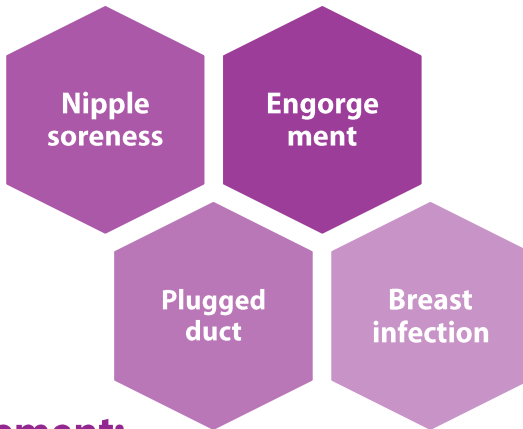 Nipple
soreness
Engorge
ment
Plugged
duct
Breast
infection